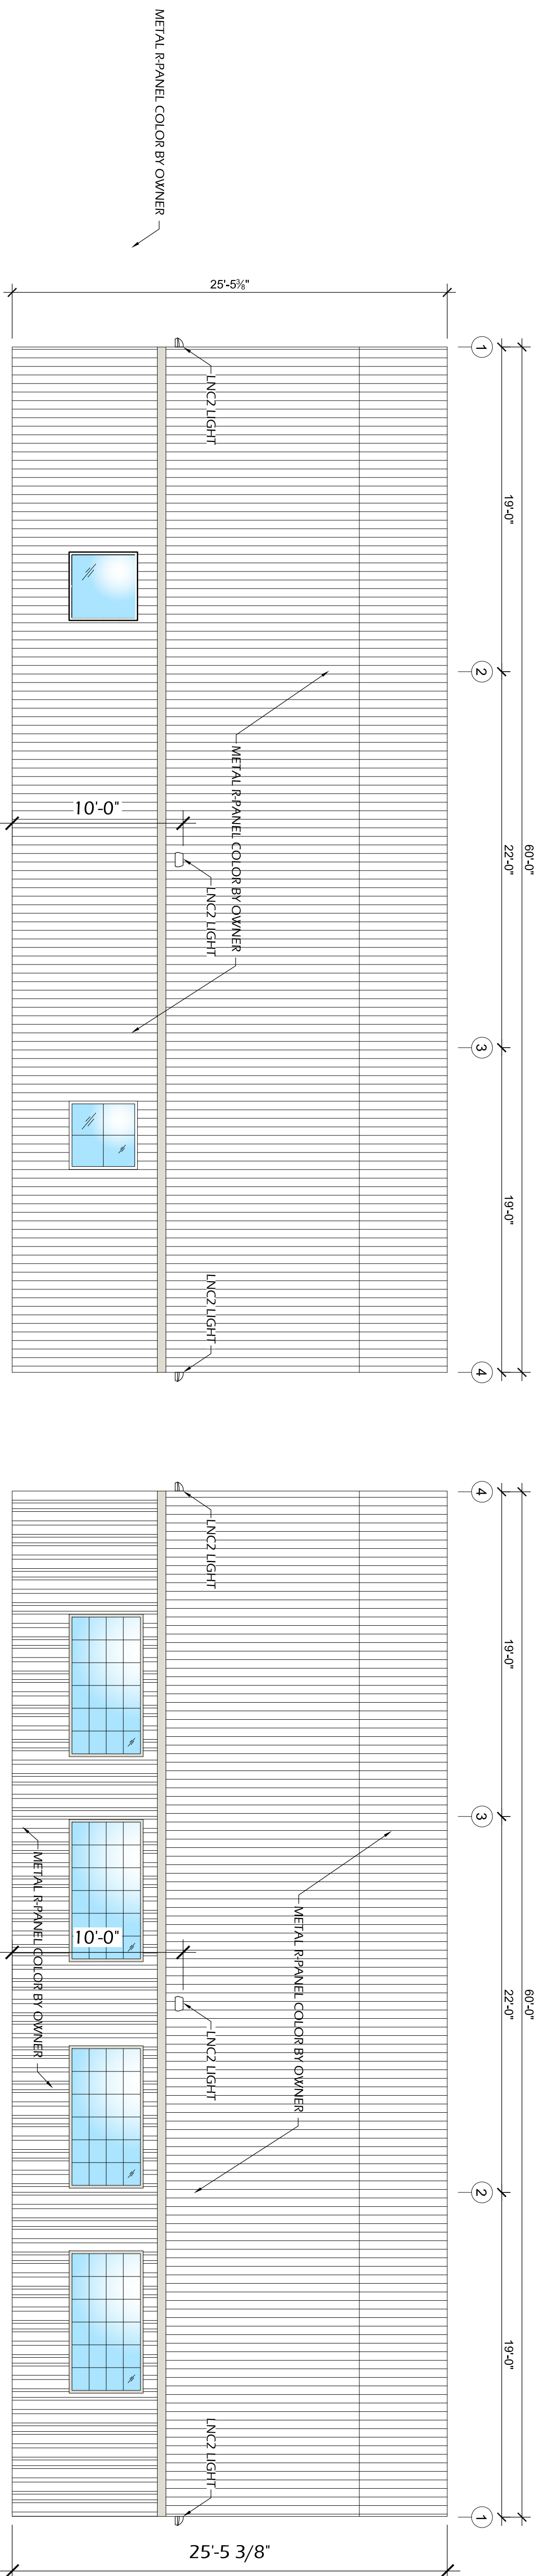 METAL R-PANEL COLOR BY OWNER
25'-5⅜"
60'-0"
19'-0"
22'-0"
19'-0"
1
2
3
4
LNC2 LIGHT
METAL R-PANEL COLOR BY OWNER
LNC2 LIGHT
LNC2 LIGHT
10'-0"
60'-0"
19'-0"
22'-0"
19'-0"
4
3
2
1
LNC2 LIGHT
METAL R-PANEL COLOR BY OWNER
LNC2 LIGHT
LNC2 LIGHT
10'-0"
METAL R-PANEL COLOR BY OWNER
25'-5 3/8"